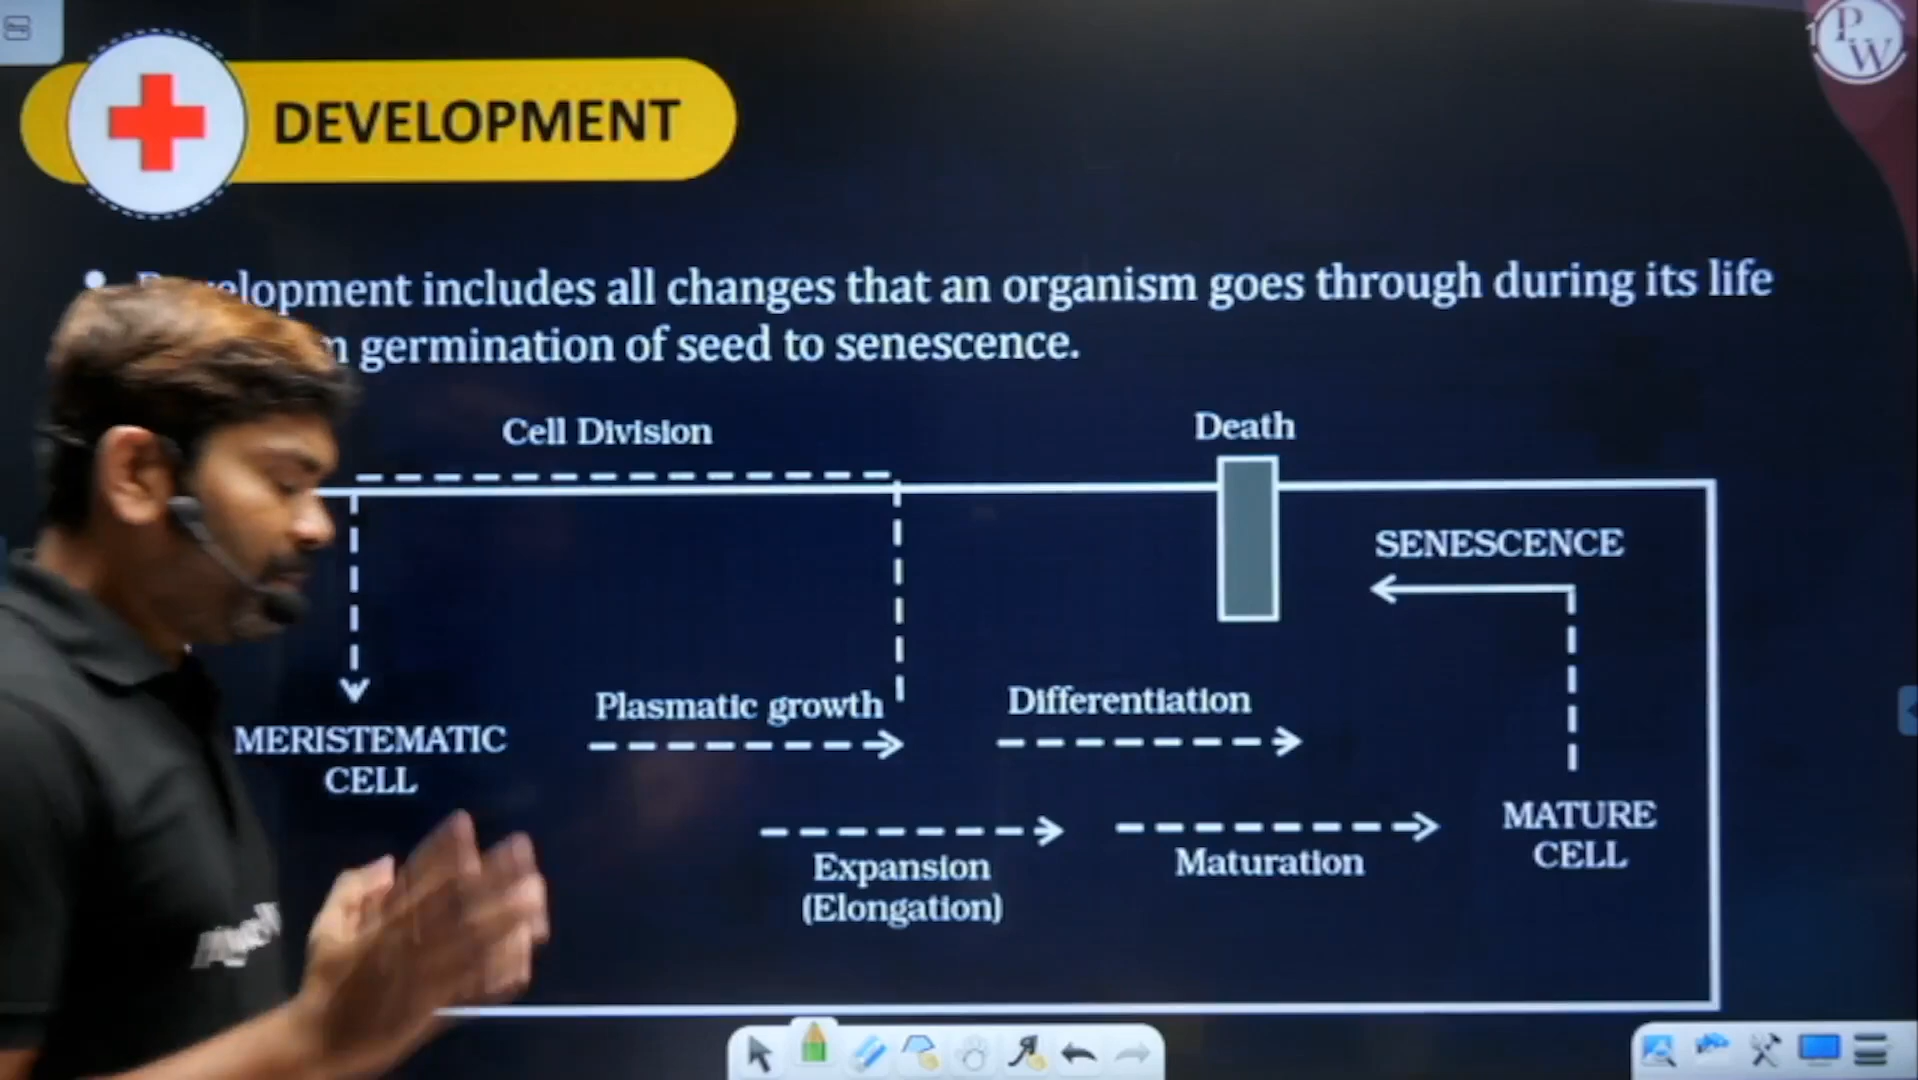 P
W
DEVELOPMENT
• Development includes all changes that an organism goes through during its life
germination of seed to senescence.
Cell Division
Death
SENESCENCE
Plasmatic growth
Differentiation
MERISTEMATIC
CELL
MATURE
CELL
Expansion
(Elongation)
Maturation